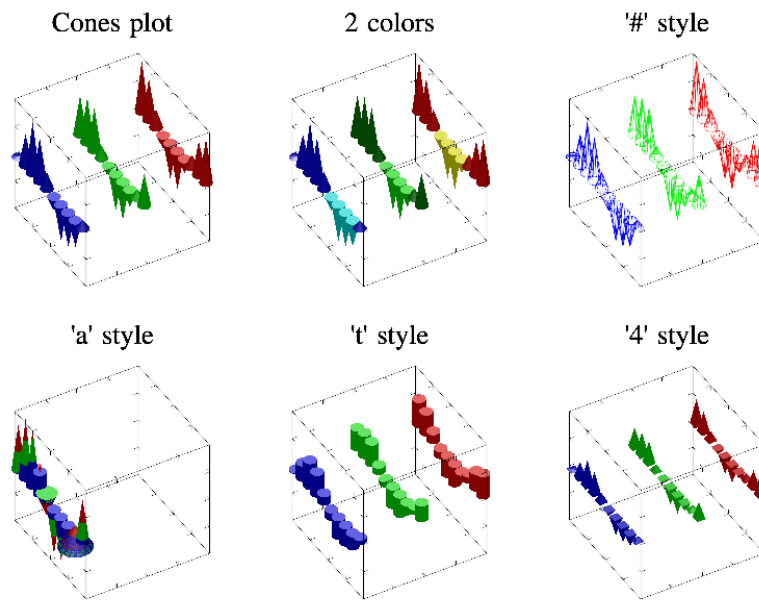 Cones plot
2 colors
'#' style
'a' style
't' style
'4' style